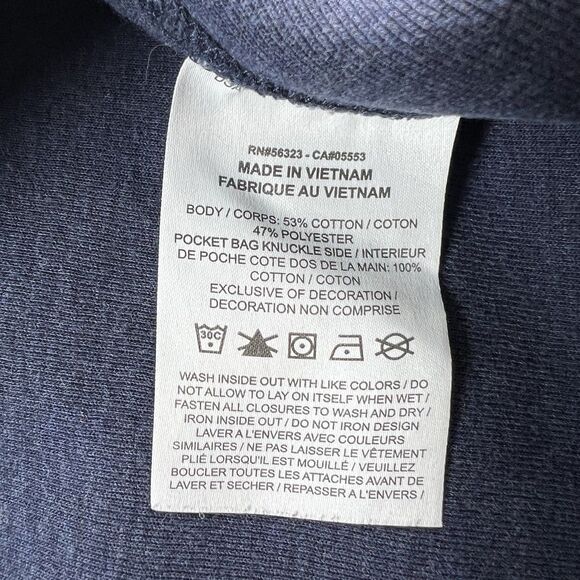 USA
RN#56323 - CA#05553
MADE IN VIETNAM
FABRIQUE AU VIETNAM
BODY / CORPS: 53% COTTON / COTON
47% POLYESTER
POCKET BAG KNUCKLE SIDE / INTERIEUR
DE POCHE COTE DOS DE LA MAIN: 100%
COTTON / COTON
EXCLUSIVE OF DECORATION /
DECORATION NON COMPRISE
30C
WASH INSIDE OUT WITH LIKE COLORS / DO
NOT ALLOW TO LAY ON ITSELF WHEN WET /
FASTEN ALL CLOSURES TO WASH AND DRY /
IRON INSIDE OUT / DO NOT IRON DESIGN
LAVER A L'ENVERS AVEC COULEURS
SIMILAIRES / NE PAS LAISSER LE VÊTEMENT
PLIÉ LORSQU'IL EST MOUILLÉ / VEUILLEZ
BOUCLER TOUTES LES ATTACHES AVANT DE
LAVER ET SECHER / REPASSER A L'ENVERS /